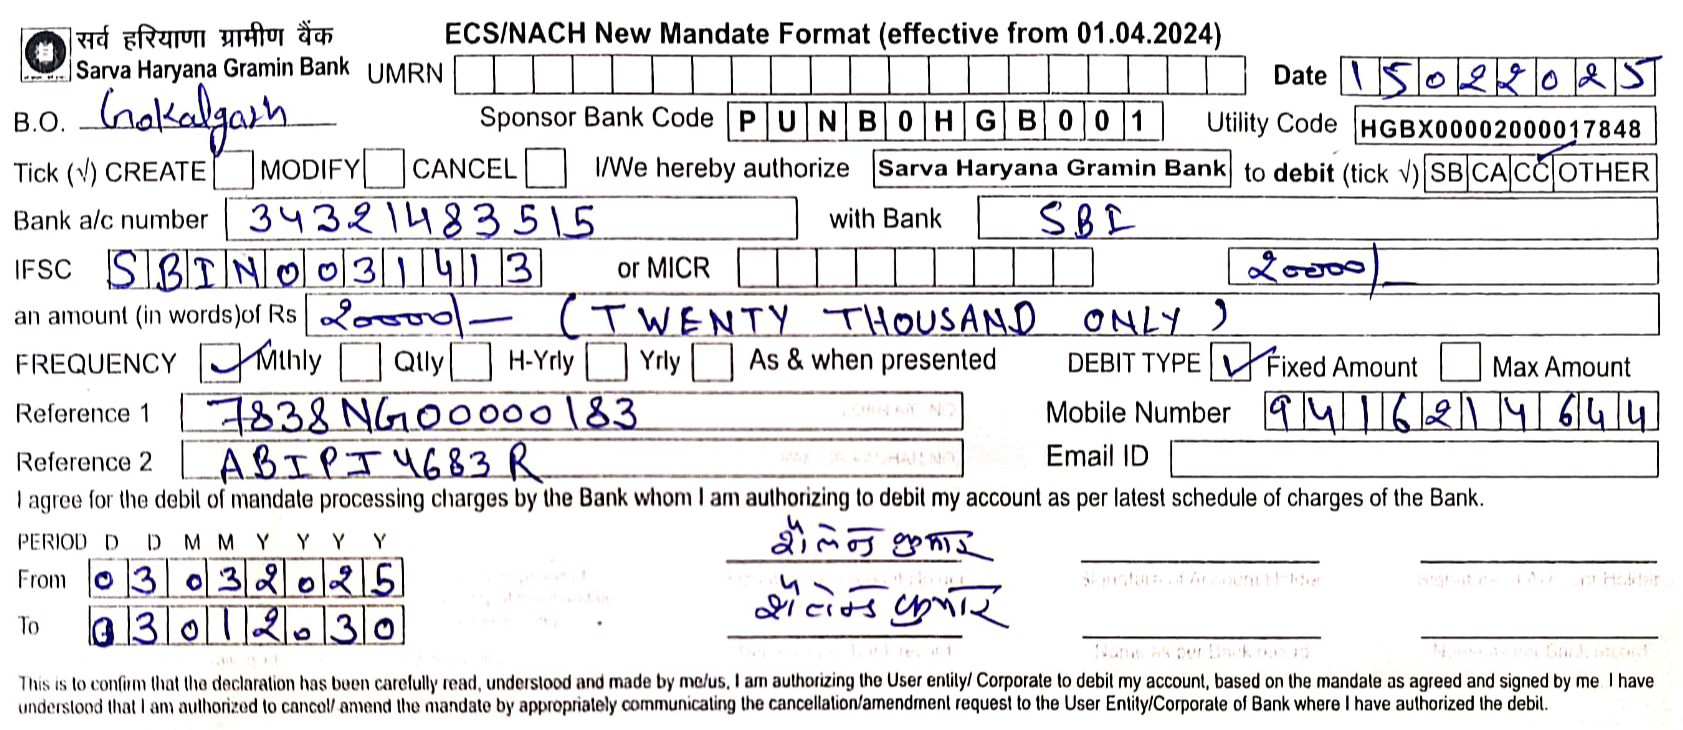 सर्व हरियाणा ग्रामीण बैंक ECS/NACH New Mandate Format (effective from 01.04.2024)
Sarva Haryana Gramin Bank UMRN Date 15022025
B.O. Gokalgarh Sponsor Bank Code PUNB0HGB001 Utility Code HGBX00002000017848
Tick (√) CREATE MODIFY CANCEL I/We hereby authorize Sarva Haryana Gramin Bank to debit (tick √) SB CA CC OTHER
Bank a/c number 34321483515 with Bank SBI
IFSC SBIN0031413 or MICR 20000/-
an amount (in words)of Rs 20000/- (TWENTY THOUSAND ONLY)
FREQUENCY Mthly Qtly H-Yrly Yrly As & when presented DEBIT TYPE Fixed Amount Max Amount
Reference 1 7838NG00000183 Mobile Number 9416214644
Reference 2 ABIPJ4683R Email ID
I agree for the debit of mandate processing charges by the Bank whom I am authorizing to debit my account as per latest schedule of charges of the Bank.
PERIOD D D M M Y Y Y Y
From 03032025
To 03012030
शैलेन्द्र कुमार
शैलेन्द्र कुमार
This is to confirm that the declaration has been carefully read, understood and made by me/us, I am authorizing the User entity/ Corporate to debit my account, based on the mandate as agreed and signed by me. I have
understood that I am authorized to cancel/ amend the mandate by appropriately communicating the cancellation/amendment request to the User Entity/Corporate of Bank where I have authorized the debit.